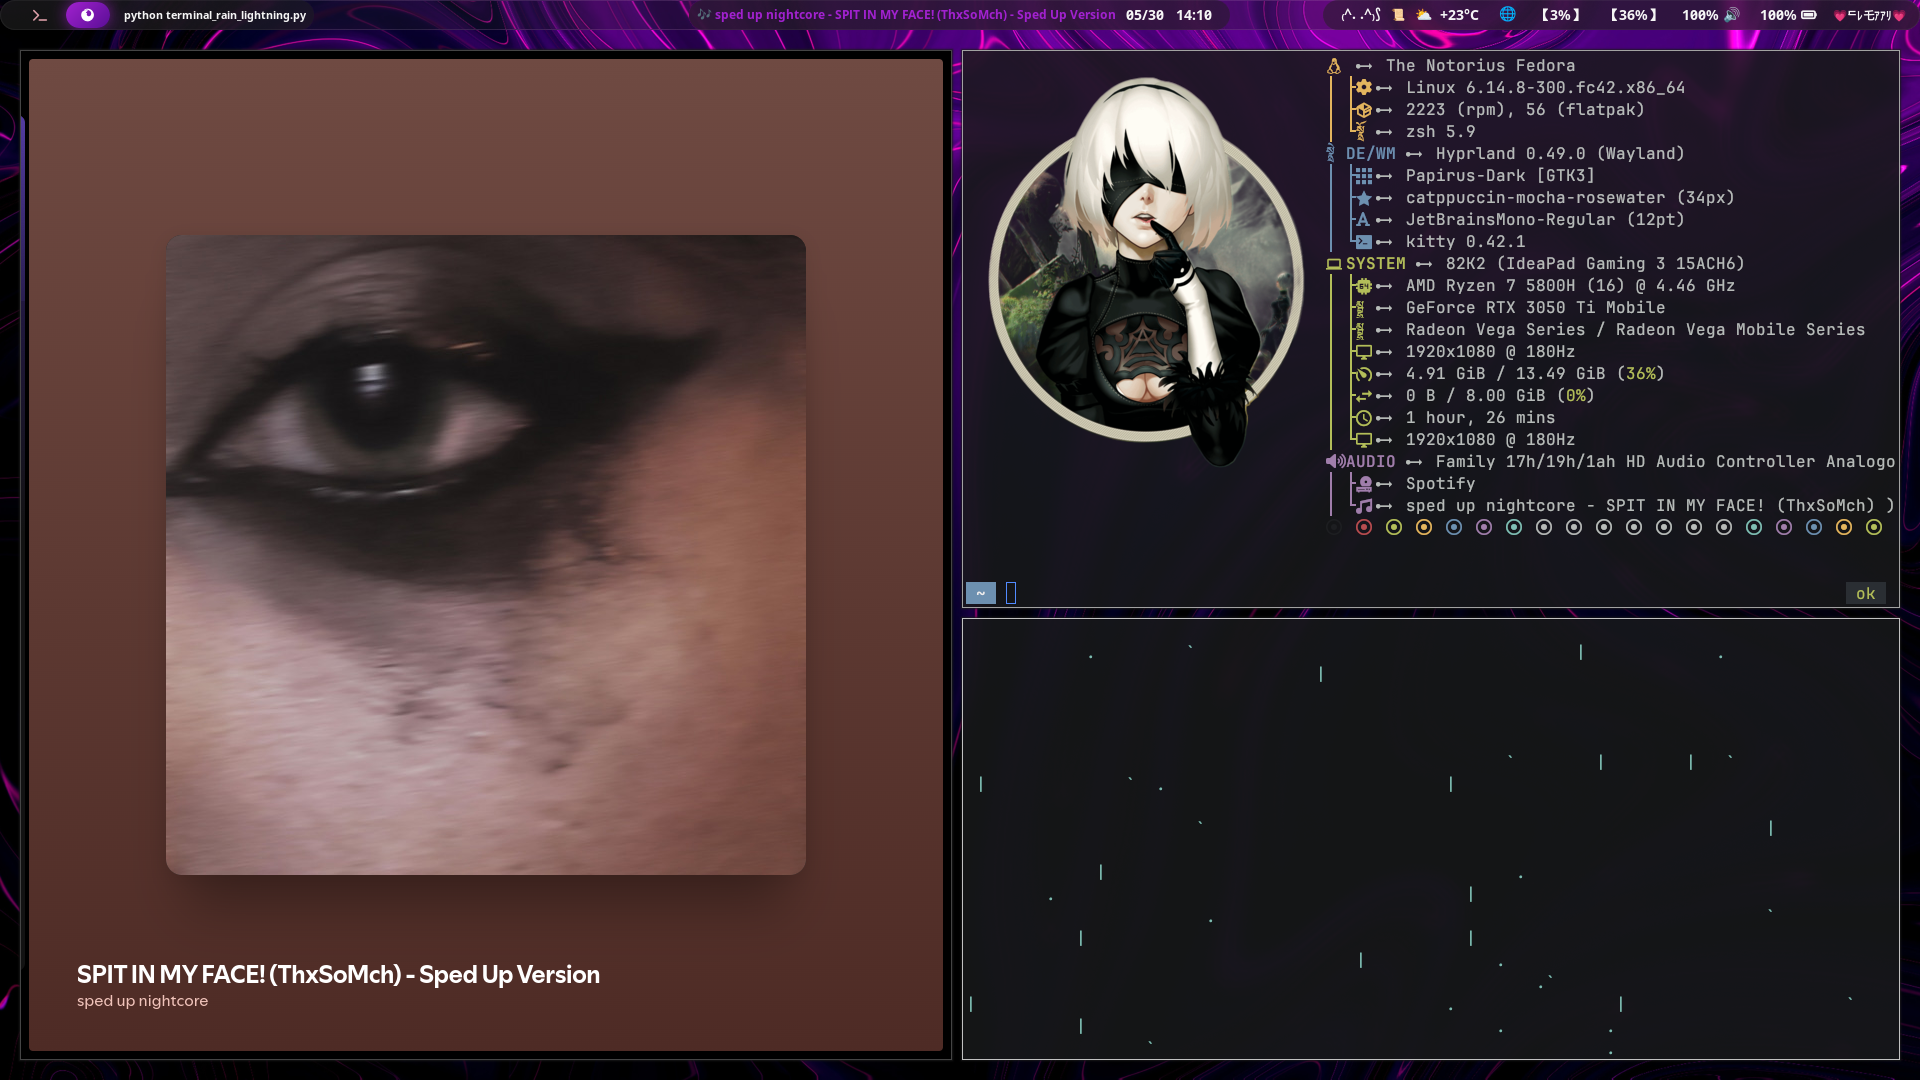 python terminal_rain_lightning.py
🎶 sped up nightcore - SPIT IN MY FACE! (ThxSoMch) - Sped Up Version 05/30 14:10
📜 ⛅ +23°C 🌐 【3%】 【36%】 100% 🔊 100%
SPIT IN MY FACE! (ThxSoMch) - Sped Up Version
sped up nightcore
The Notorius Fedora
Linux 6.14.8-300.fc42.x86_64
2223 (rpm), 56 (flatpak)
zsh 5.9
DE/WM Hyprland 0.49.0 (Wayland)
Papirus-Dark [GTK3]
catppuccin-mocha-rosewater (34px)
JetBrainsMono-Regular (12pt)
kitty 0.42.1
SYSTEM 82K2 (IdeaPad Gaming 3 15ACH6)
AMD Ryzen 7 5800H (16) @ 4.46 GHz
GeForce RTX 3050 Ti Mobile
Radeon Vega Series / Radeon Vega Mobile Series
1920x1080 @ 180Hz
4.91 GiB / 13.49 GiB (36%)
0 B / 8.00 GiB (0%)
1 hour, 26 mins
1920x1080 @ 180Hz
AUDIO Family 17h/19h/1ah HD Audio Controller Analogo
Spotify
sped up nightcore - SPIT IN MY FACE! (ThxSoMch) )
~ ok